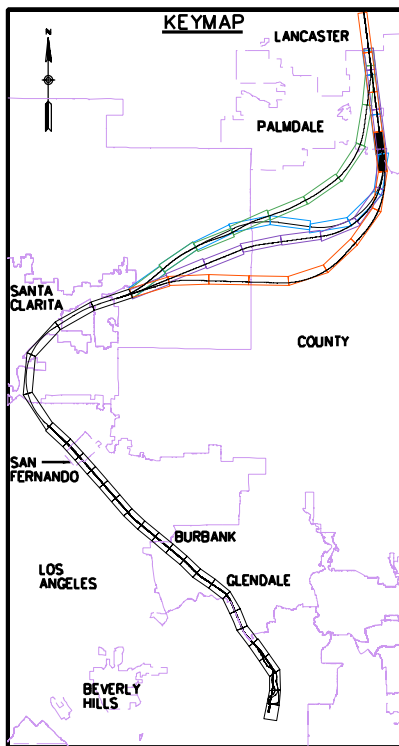 KEYMAP
N
LANCASTER
PALMDALE
SANTA
CLARITA
COUNTY
SAN
FERNANDO
BURBANK
LOS
ANGELES
GLENDALE
BEVERLY
HILLS